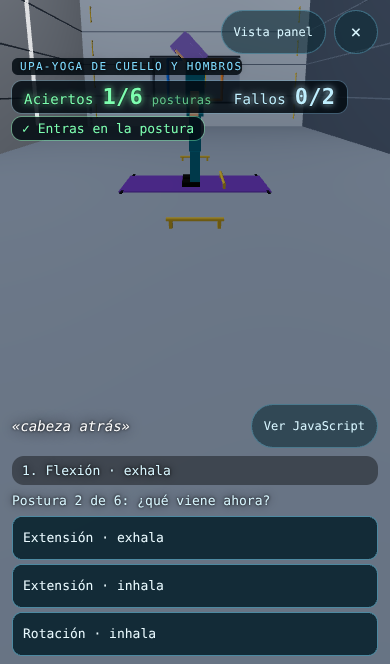 Vista panel
×
UPA-YOGA DE CUELLO Y HOMBROS
Aciertos 1/6 posturas Fallos 0/2
✓ Entras en la postura
«cabeza atrás»
Ver JavaScript
1. Flexión · exhala
Postura 2 de 6: ¿qué viene ahora?
Extensión · exhala
Extensión · inhala
Rotación · inhala